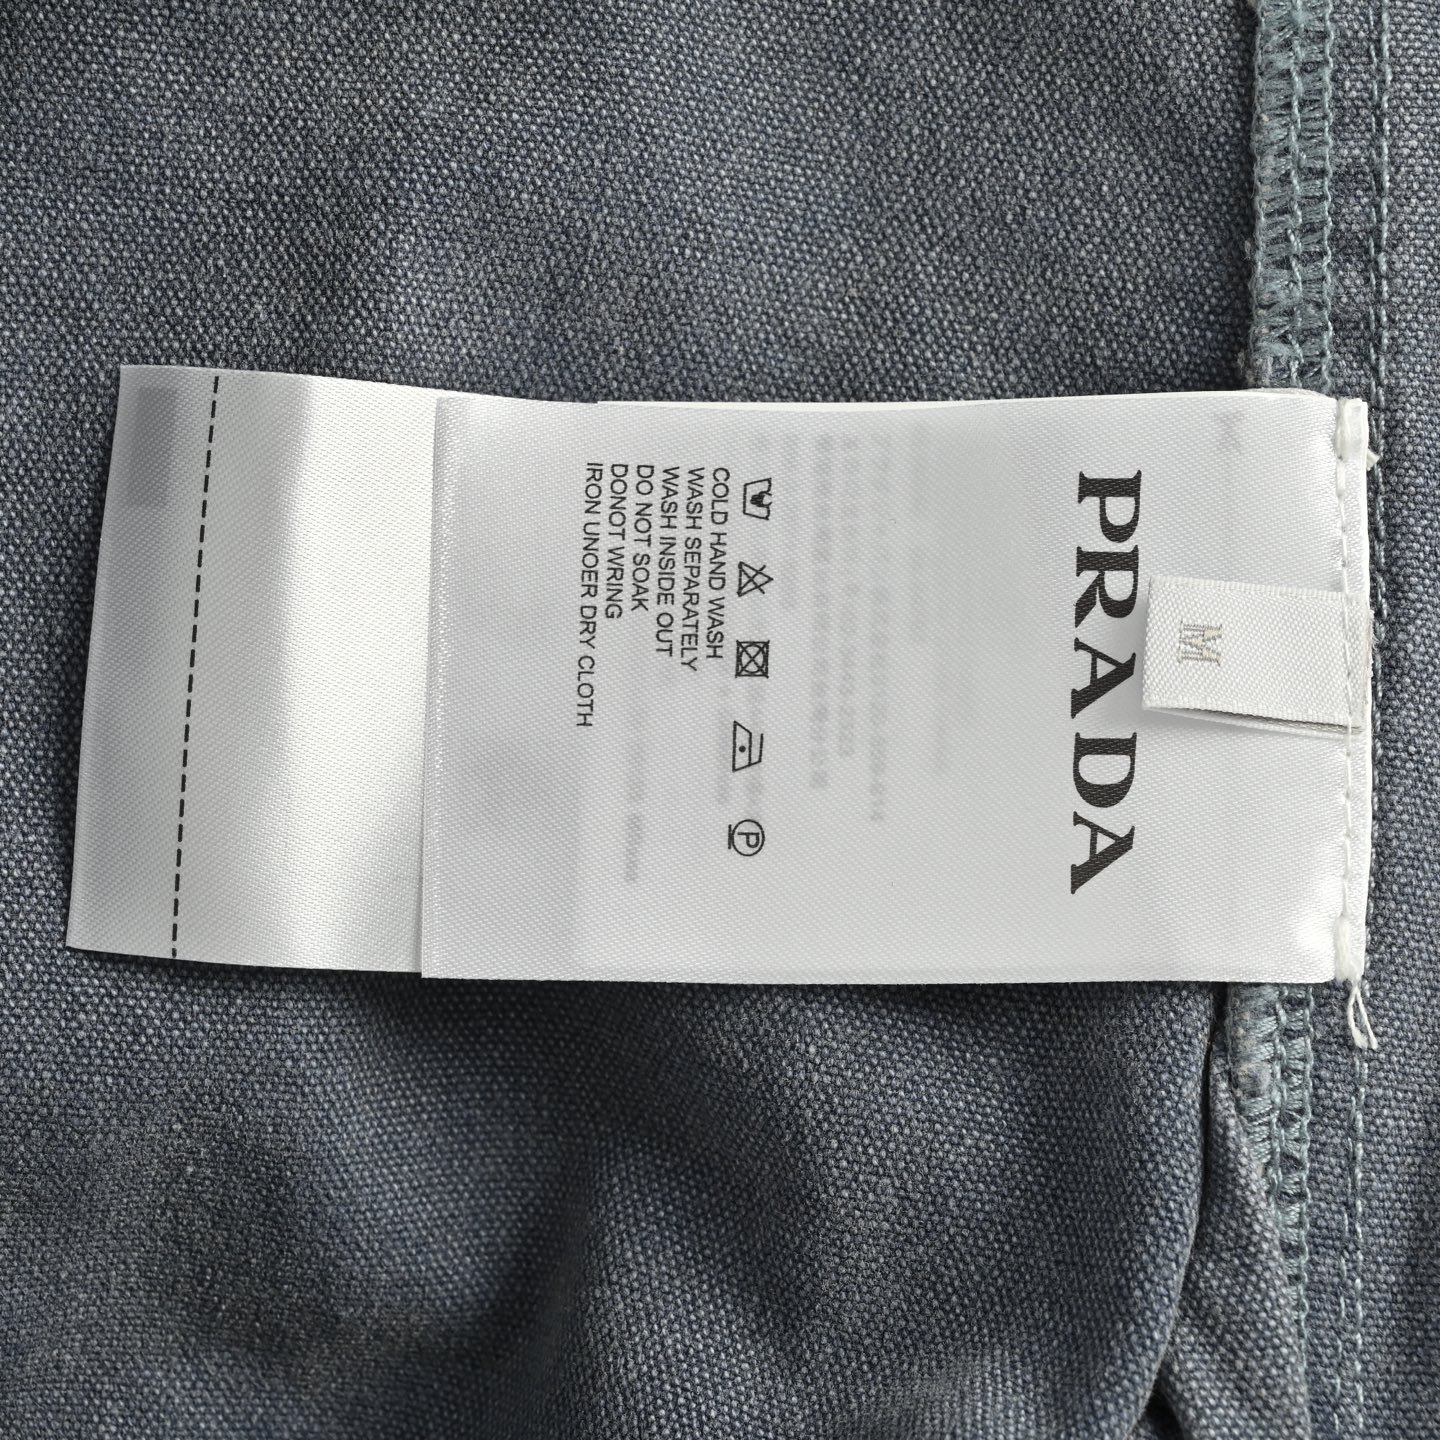 M
PRADA
COLD HAND WASH
WASH SEPARATELY
WASH INSIDE OUT
DO NOT SOAK
DONOT WRING
IRON UNOER DRY CLOTH